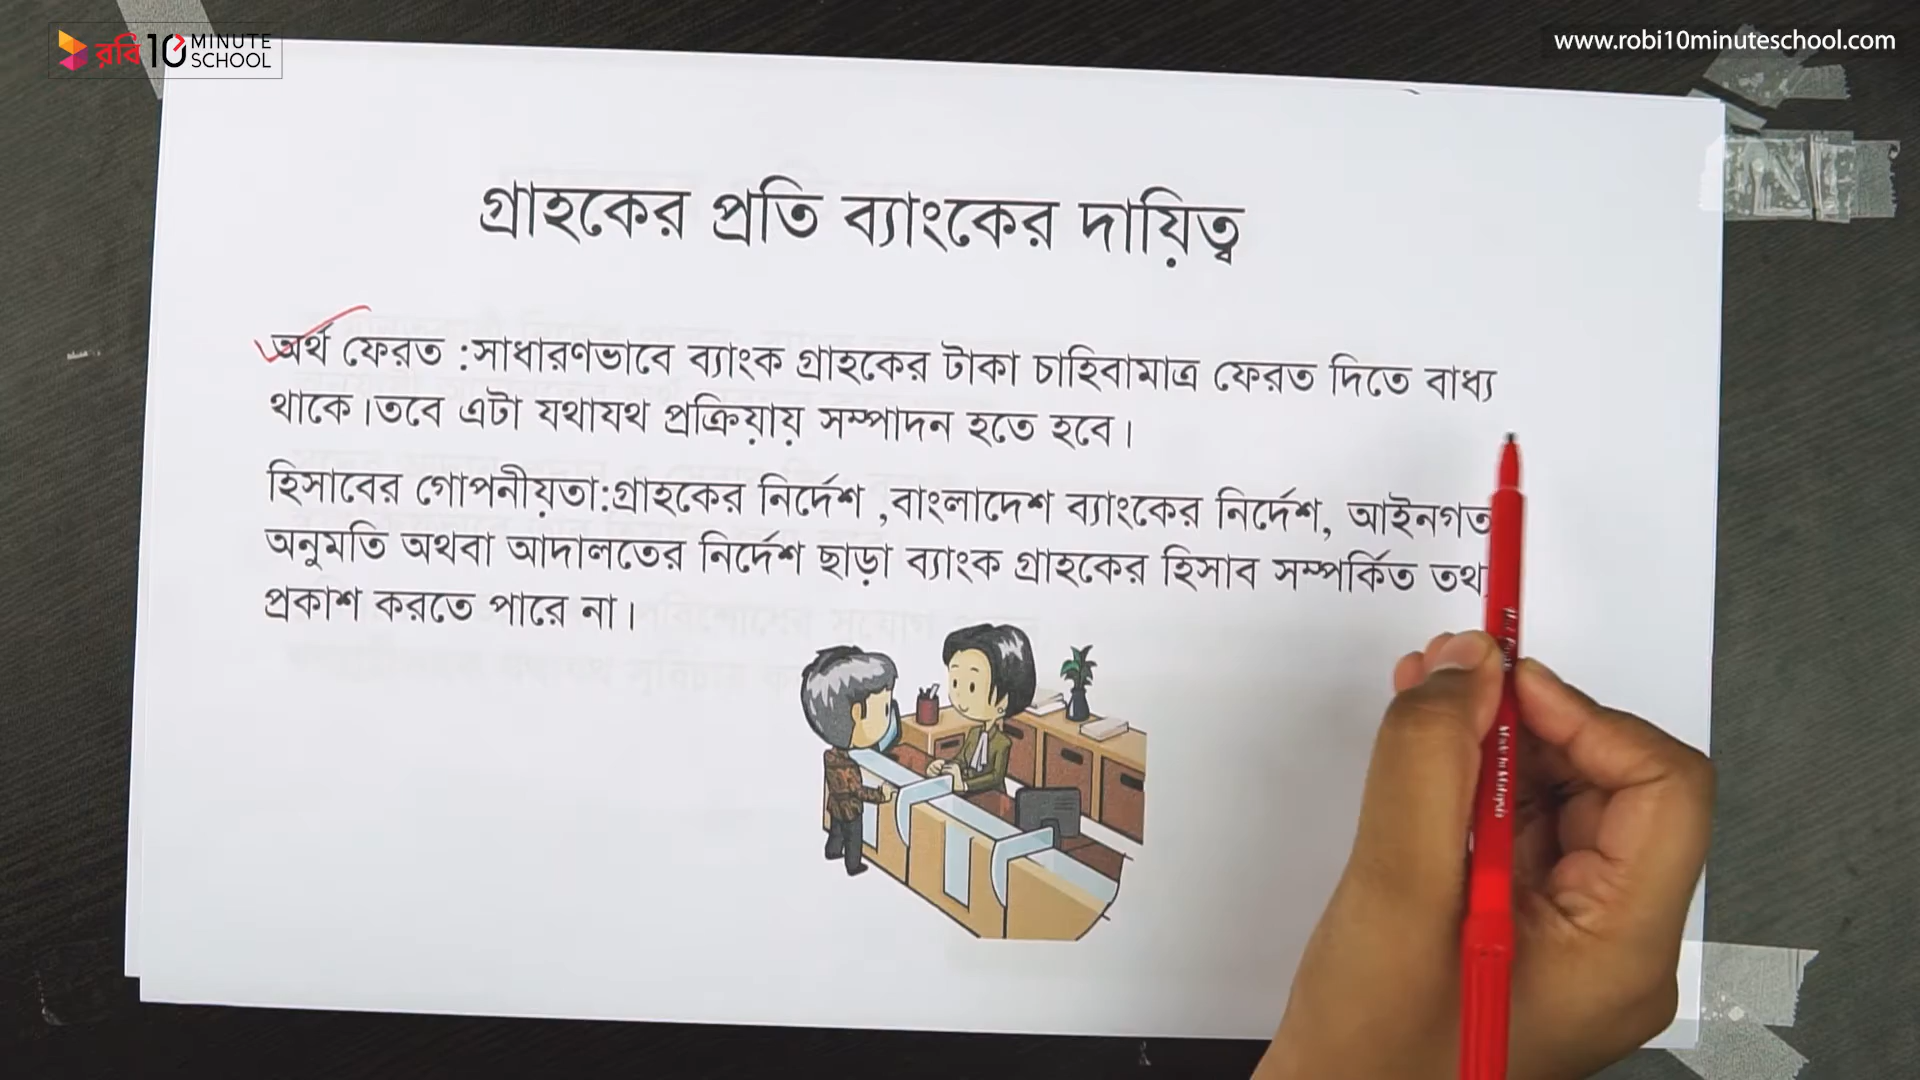 রবি 10 MINUTE SCHOOL
www.robi10minuteschool.com
গ্রাহকের প্রতি ব্যাংকের দায়িত্ব
অর্থ ফেরত :সাধারণভাবে ব্যাংক গ্রাহকের টাকা চাহিবামাত্র ফেরত দিতে বাধ্য
থাকে।তবে এটা যথাযথ প্রক্রিয়ায় সম্পাদন হতে হবে।
হিসাবের গোপনীয়তা:গ্রাহকের নির্দেশ ,বাংলাদেশ ব্যাংকের নির্দেশ, আইনগত
অনুমতি অথবা আদালতের নির্দেশ ছাড়া ব্যাংক গ্রাহকের হিসাব সম্পর্কিত তথ্য
প্রকাশ করতে পারে না।